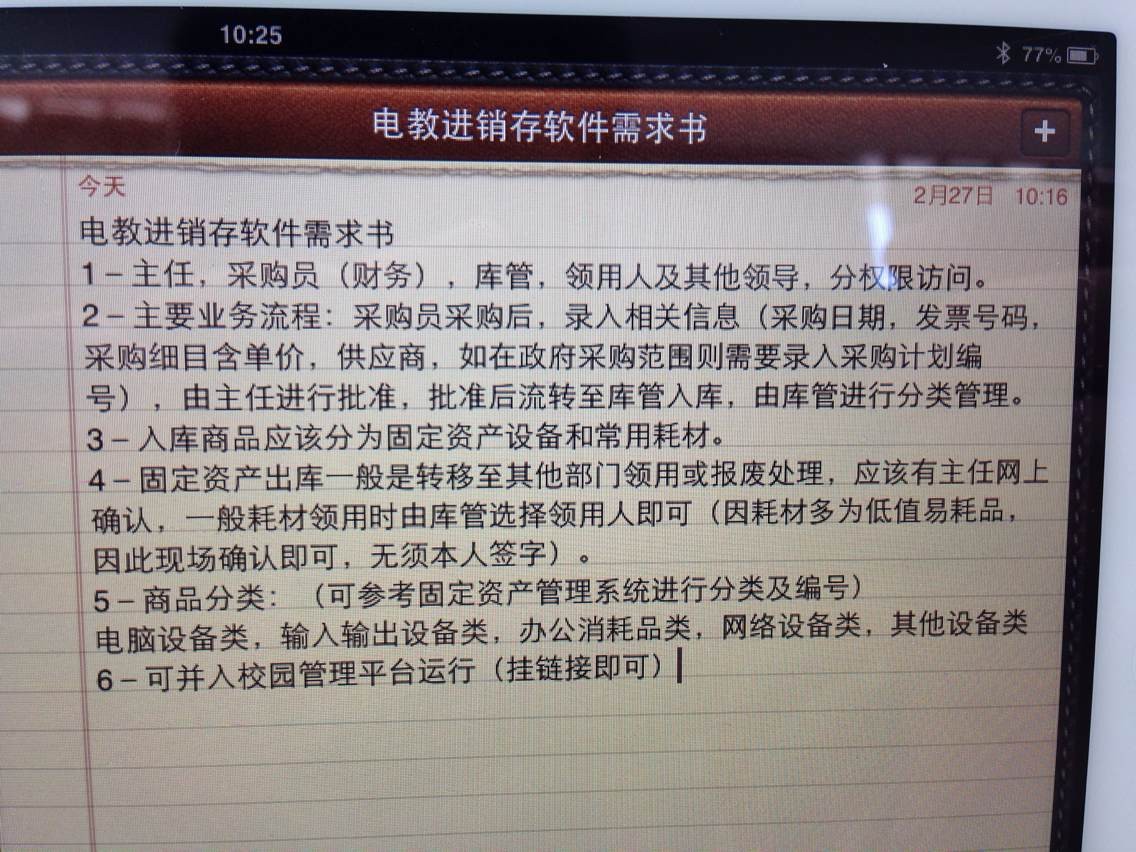 10:25
77%
电教进销存软件需求书
+
今天
2月27日 10:16
电教进销存软件需求书
1 – 主任，采购员（财务），库管，领用人及其他领导，分权限访问。
2 – 主要业务流程：采购员采购后，录入相关信息（采购日期，发票号码，
采购细目含单价，供应商，如在政府采购范围则需要录入采购计划编
号），由主任进行批准，批准后流转至库管入库，由库管进行分类管理。
3 – 入库商品应该分为固定资产设备和常用耗材。
4 – 固定资产出库一般是转移至其他部门领用或报废处理，应该有主任网上
确认，一般耗材领用时由库管选择领用人即可（因耗材多为低值易耗品，
因此现场确认即可，无须本人签字）。
5 – 商品分类：（可参考固定资产管理系统进行分类及编号）
电脑设备类，输入输出设备类，办公消耗品类，网络设备类，其他设备类
6 – 可并入校园管理平台运行（挂链接即可）